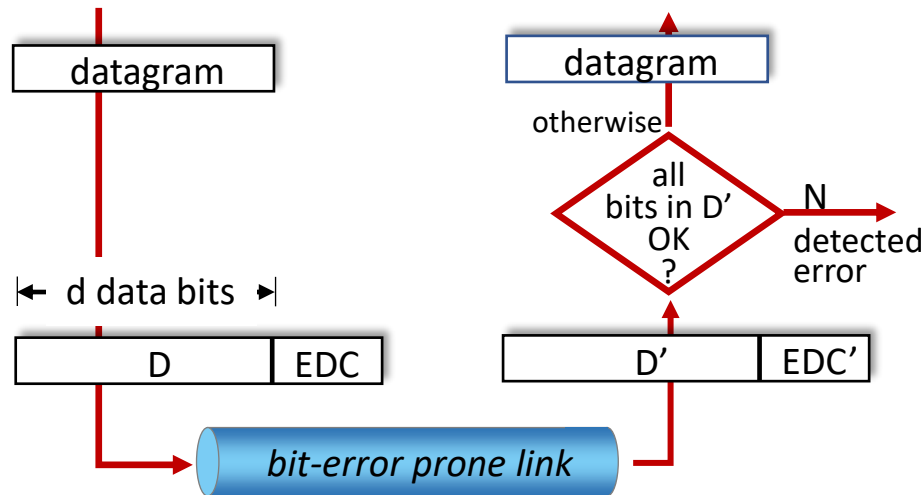 datagram
datagram
otherwise
all
bits in D’
OK
?
N
detected
error
d data bits
D
EDC
D’
EDC’
bit-error prone link